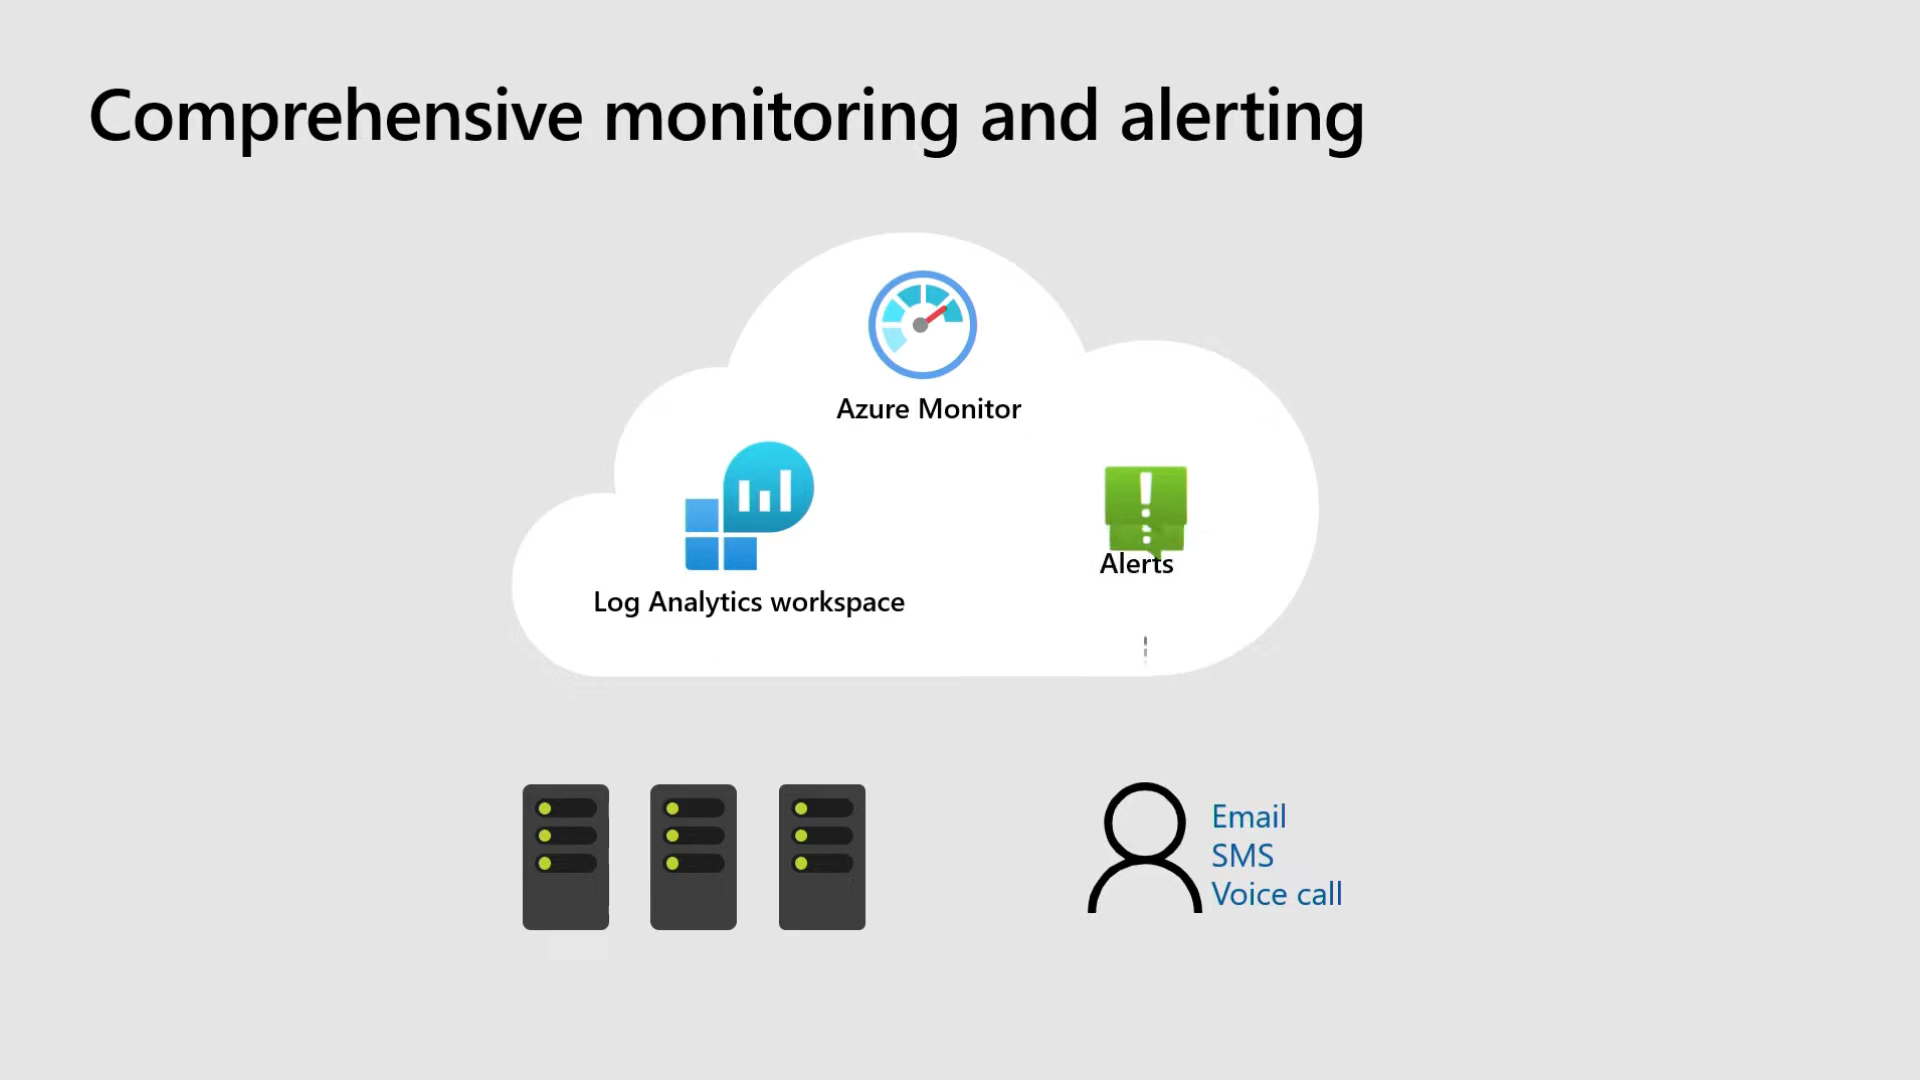 Comprehensive monitoring and alerting
Azure Monitor
Log Analytics workspace
Alerts
Email
SMS
Voice call